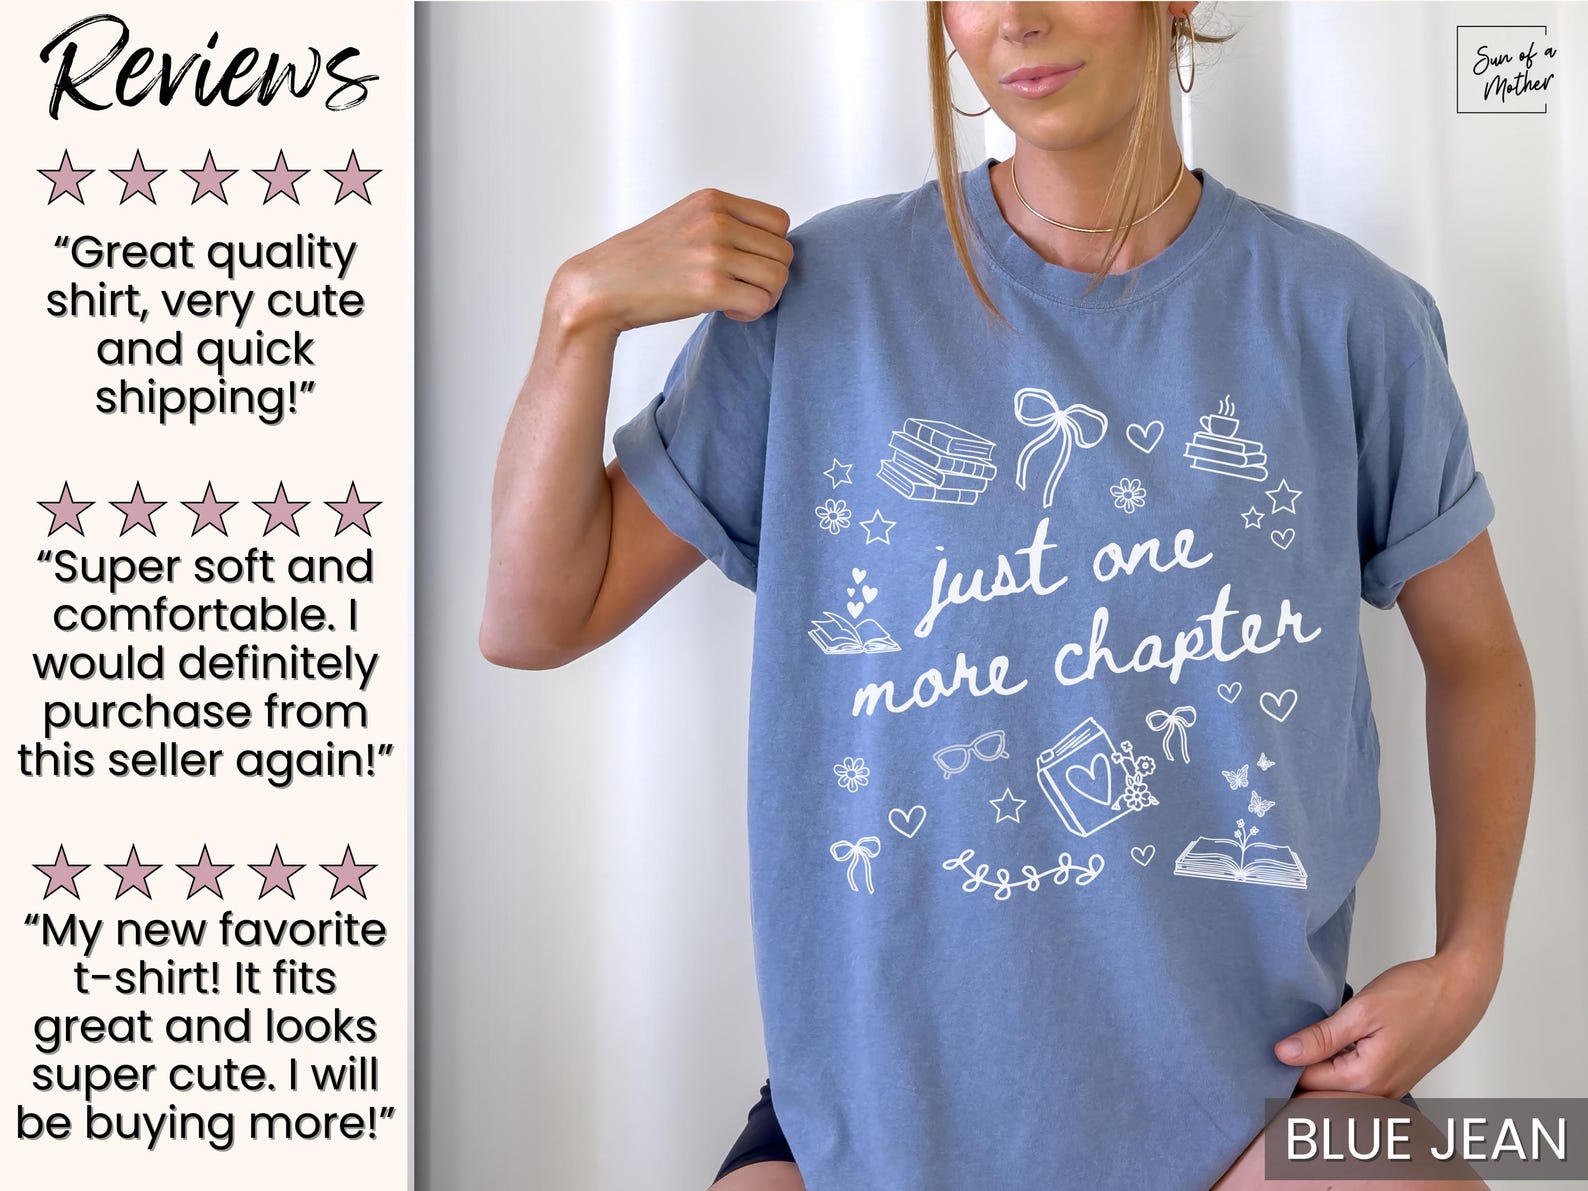 Reviews
“Great quality
shirt, very cute
and quick
shipping!”
“Super soft and
comfortable. I
would definitely
purchase from
this seller again!”
“My new favorite
t-shirt! It fits
great and looks
super cute. I will
be buying more!”
Sun of a
Mother
just one
more chapter
BLUE JEAN